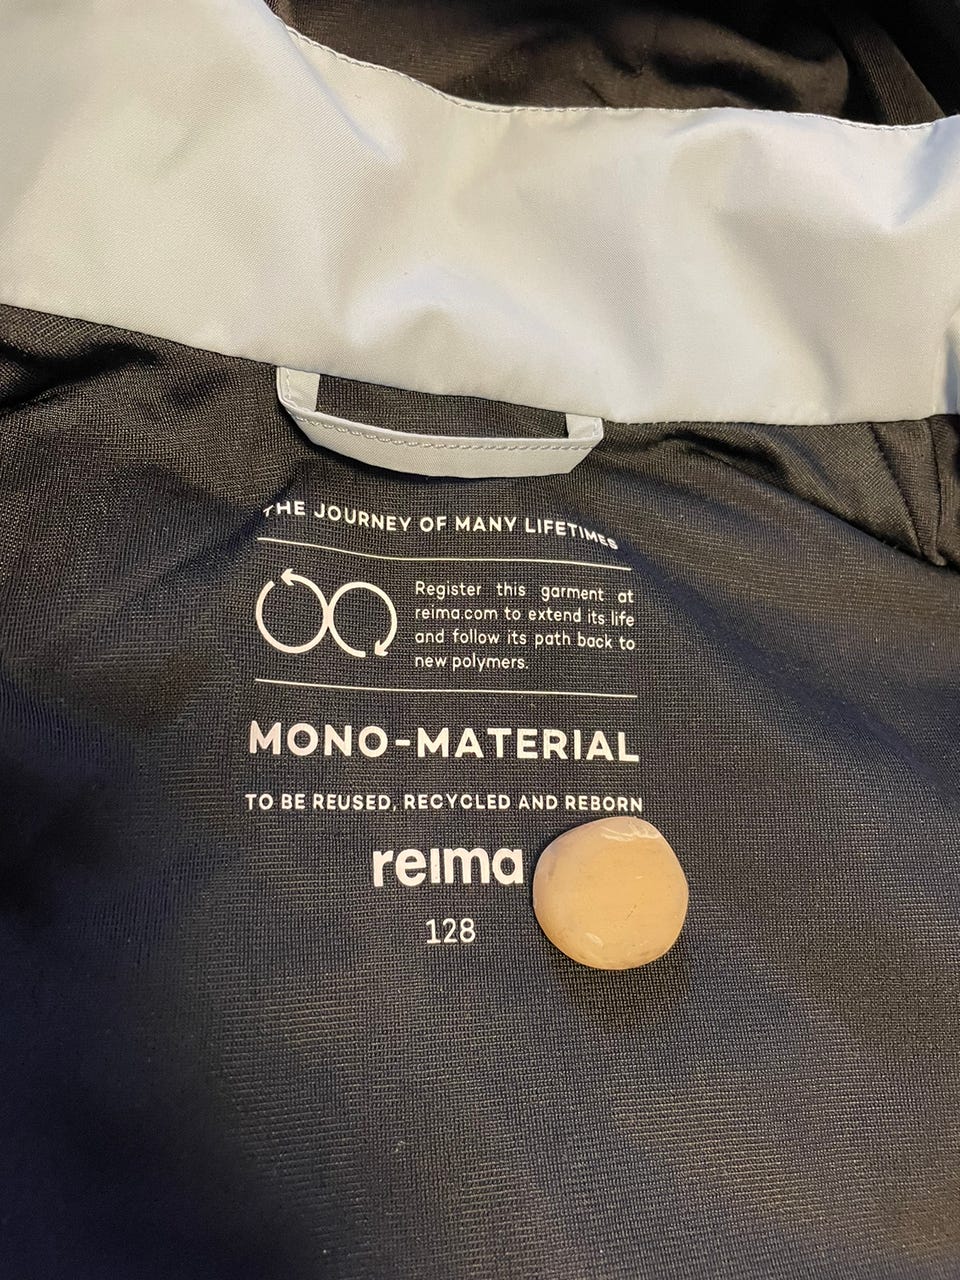 THE JOURNEY OF MANY LIFETIMES
Register this garment at
reima.com to extend its life
and follow its path back to
new polymers.
MONO-MATERIAL
TO BE REUSED, RECYCLED AND REBORN
reima
128